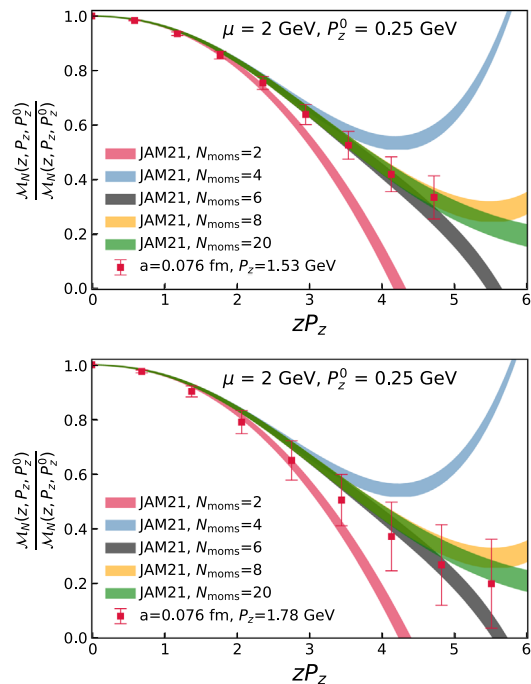 μ = 2 GeV, P_z^0 = 0.25 GeV
M_N(z, P_z, P_z^0)
M_N(z, P_z, P_z^0)
1.0
0.8
0.6
0.4
0.2
0.0
JAM21, N_moms=2
JAM21, N_moms=4
JAM21, N_moms=6
JAM21, N_moms=8
JAM21, N_moms=20
a=0.076 fm, P_z=1.53 GeV
0 1 2 3 4 5 6
zP_z
μ = 2 GeV, P_z^0 = 0.25 GeV
M_N(z, P_z, P_z^0)
M_N(z, P_z, P_z^0)
1.0
0.8
0.6
0.4
0.2
0.0
JAM21, N_moms=2
JAM21, N_moms=4
JAM21, N_moms=6
JAM21, N_moms=8
JAM21, N_moms=20
a=0.076 fm, P_z=1.78 GeV
0 1 2 3 4 5 6
zP_z